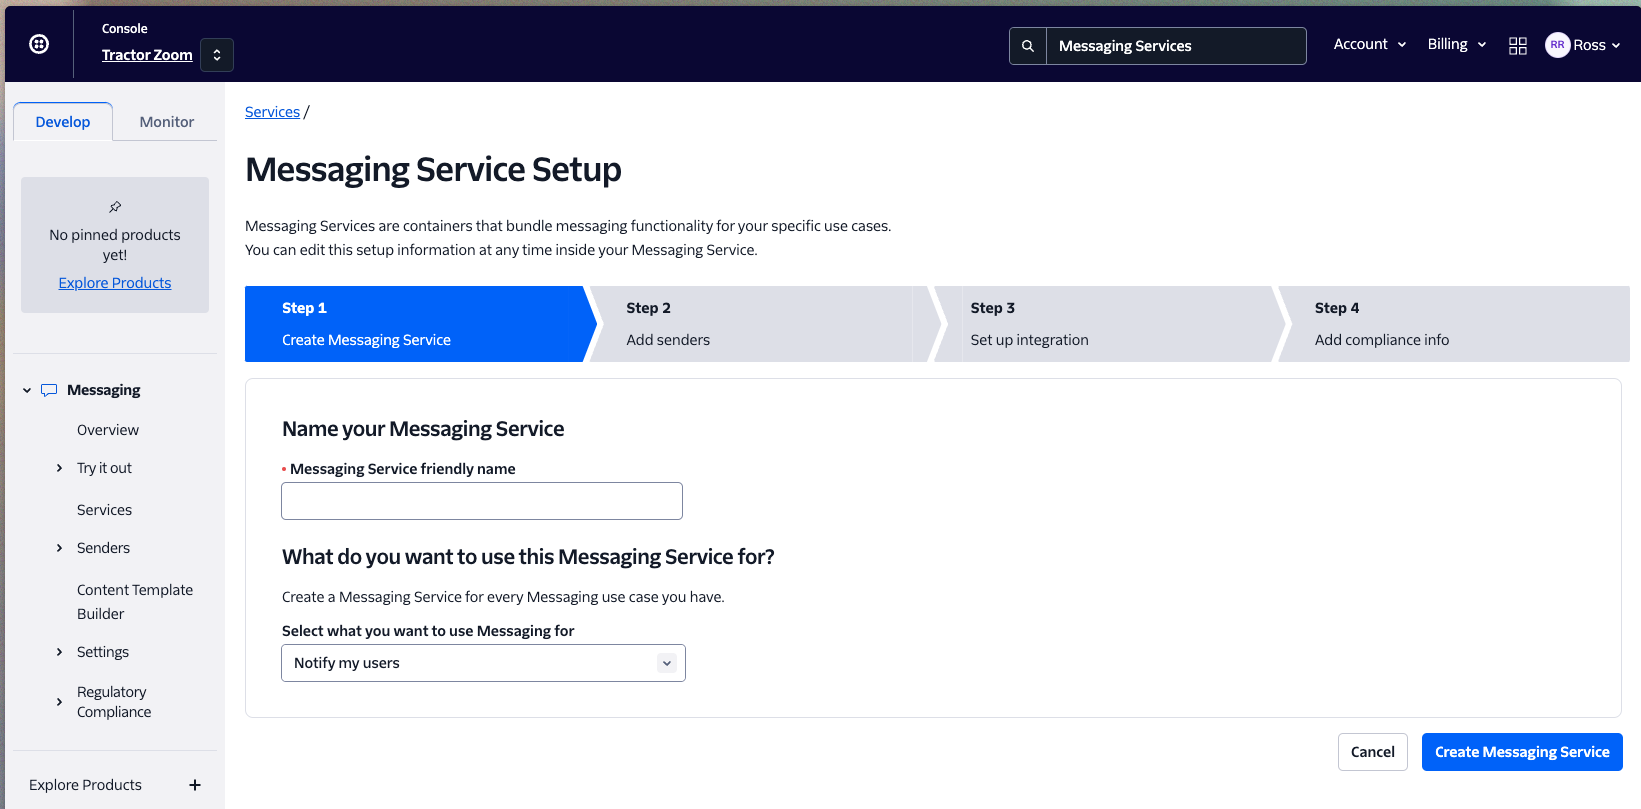 Console
Tractor Zoom
Messaging Services
Account
Billing
RR
Ross
Develop
Monitor
No pinned products
yet!
Explore Products
Messaging
Overview
Try it out
Services
Senders
Content Template
Builder
Settings
Regulatory
Compliance
Explore Products
Services /
Messaging Service Setup
Messaging Services are containers that bundle messaging functionality for your specific use cases.
You can edit this setup information at any time inside your Messaging Service.
Step 1
Create Messaging Service
Step 2
Add senders
Step 3
Set up integration
Step 4
Add compliance info
Name your Messaging Service
Messaging Service friendly name
What do you want to use this Messaging Service for?
Create a Messaging Service for every Messaging use case you have.
Select what you want to use Messaging for
Notify my users
Cancel
Create Messaging Service